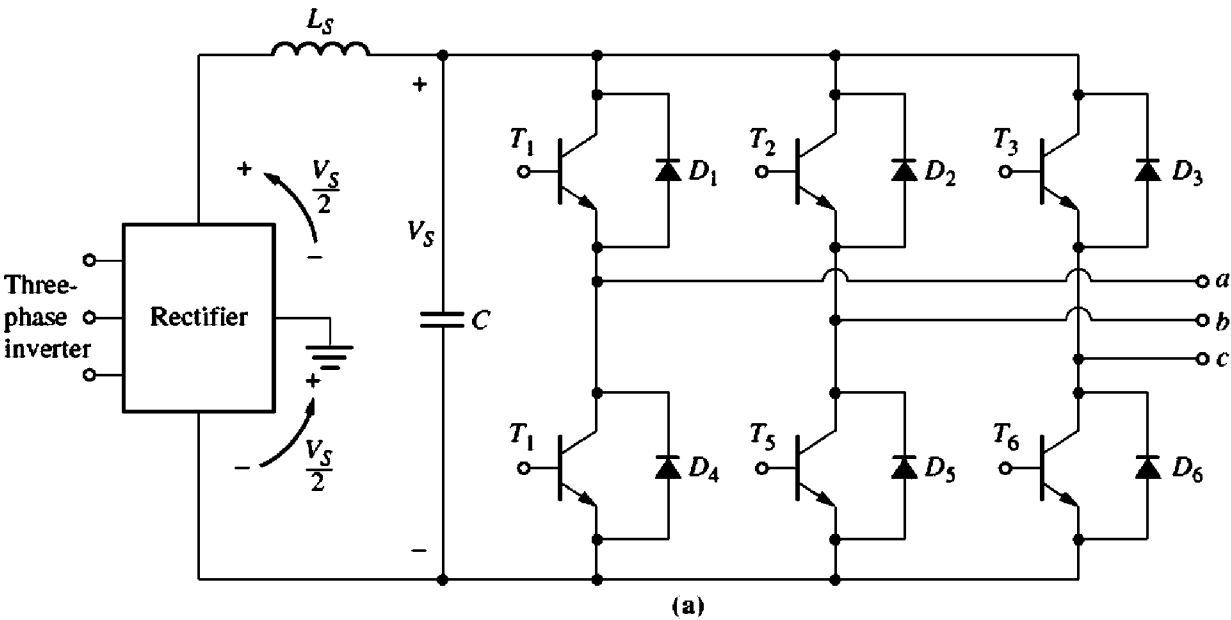 L_S
+
+
T_1
D_1
T_2
D_2
T_3
D_3
+
V_S/2
–
V_S
Three-
phase
inverter
Rectifier
C
a
b
c
+
–
V_S/2
T_1
D_4
T_5
D_5
T_6
D_6
–
(a)